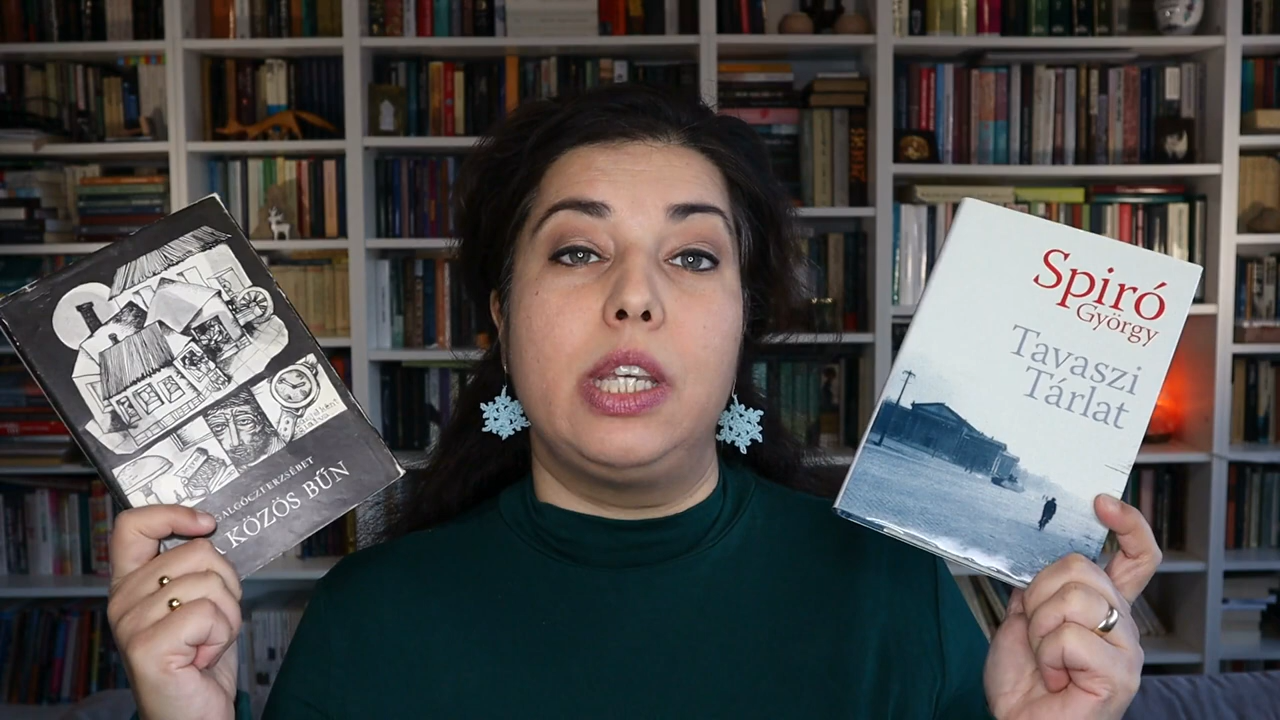 GALGÓCZI ERZSÉBET
A KÖZÖS BŰN
Spiró
György
Tavaszi
Tárlat